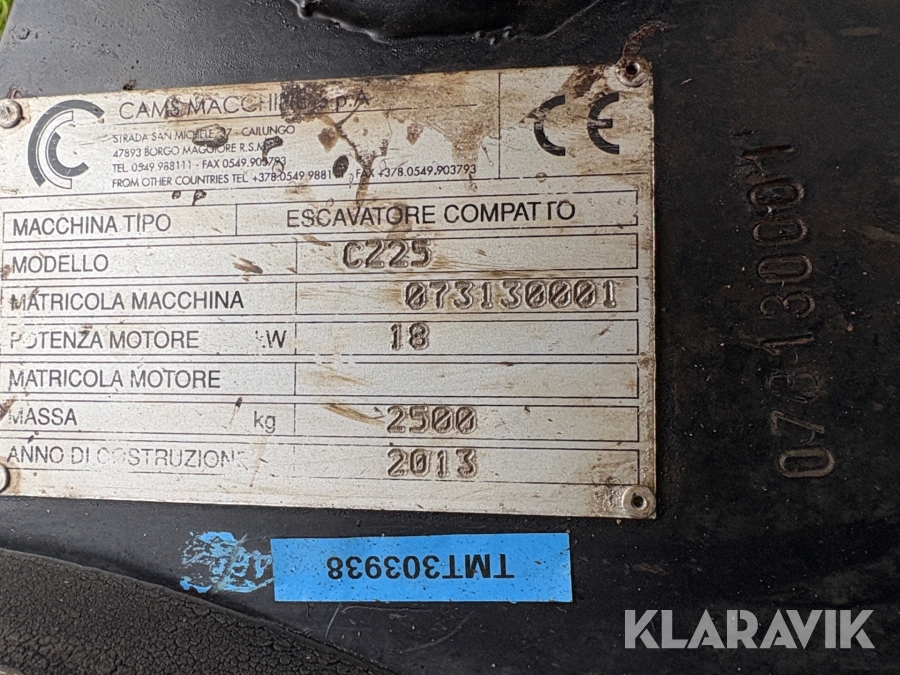 CAMS MACCHINE S.p.A
STRADA SAN MICHELE 37 - CAILUNGO
47893 BORGO MAGGIORE R.S.M.
TEL 0549.988111 - FAX 0549.903793
FROM OTHER COUNTRIES TEL +378.0549.988111 - FAX +378.0549.903793
CE
MACCHINA TIPO ESCAVATORE COMPATTO
MODELLO CZ25
MATRICOLA MACCHINA 073130001
POTENZA MOTORE kW 18
MATRICOLA MOTORE
MASSA kg 2500
ANNO DI COSTRUZIONE 2013
073130001
TMT303938
KLARAVIK